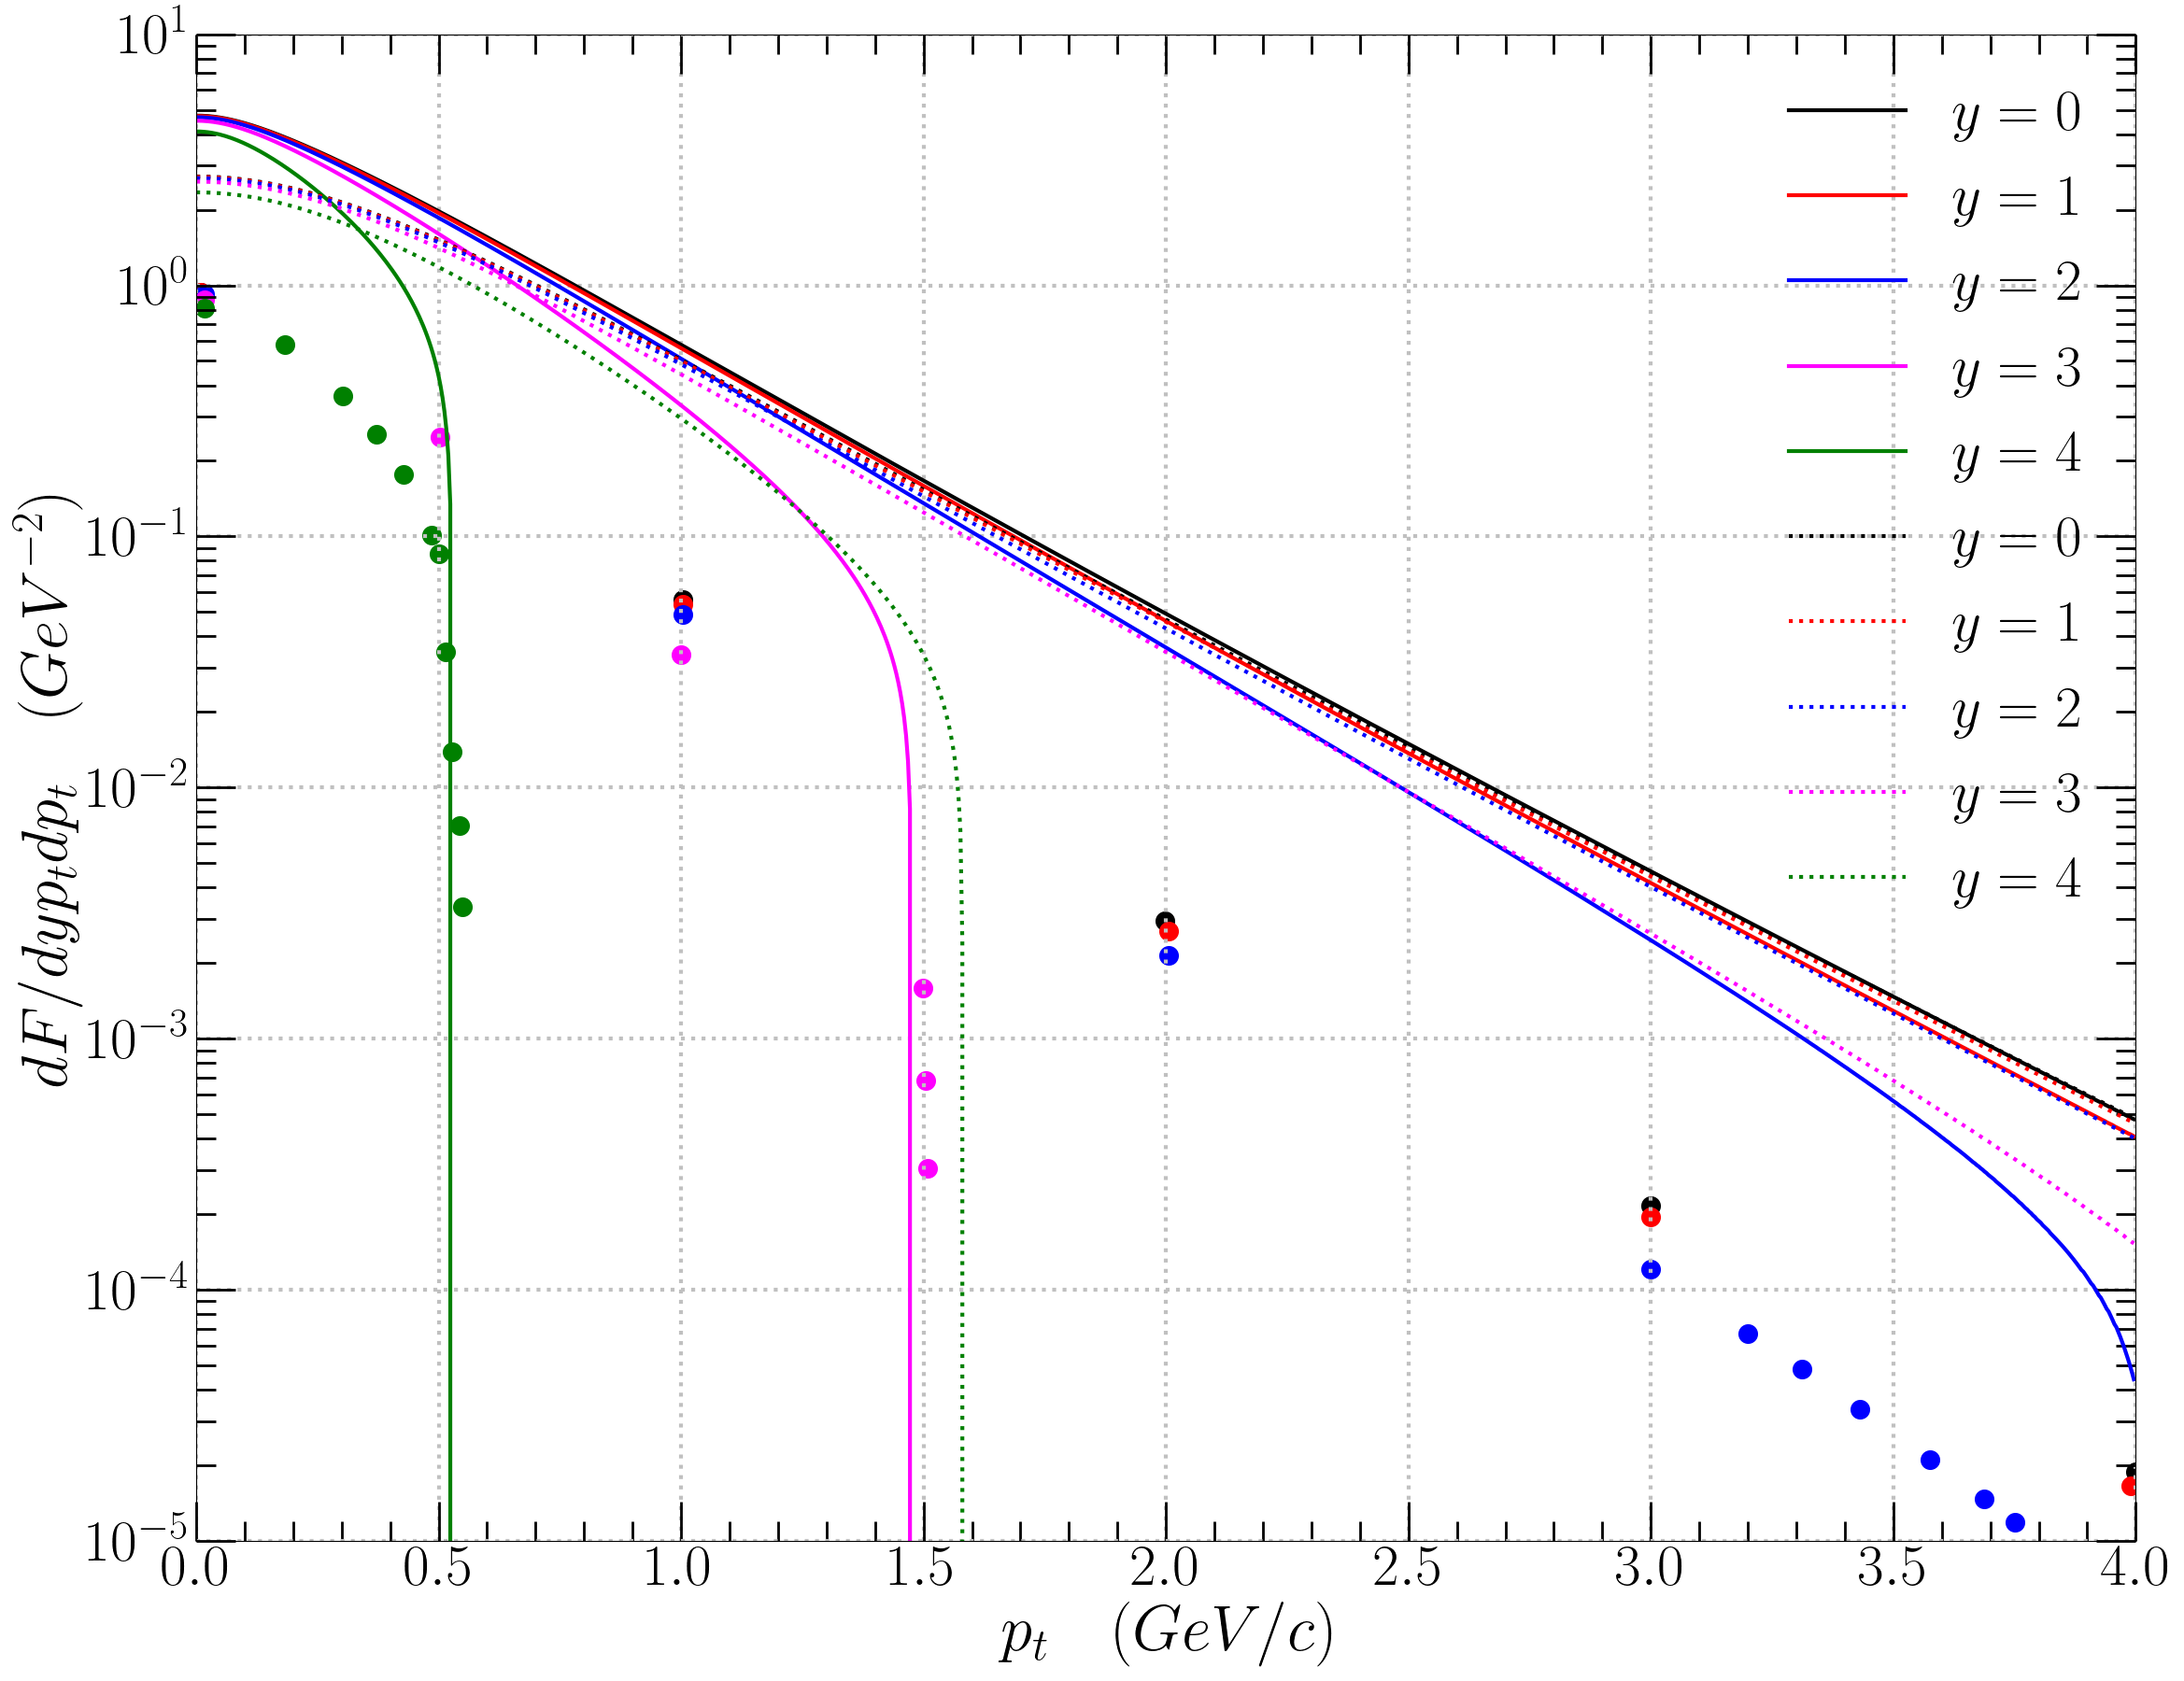 10^1
10^0
10^{-1}
10^{-2}
10^{-3}
10^{-4}
10^{-5}
dF/dyp_tdp_t (GeV^{-2})
y = 0
y = 1
y = 2
y = 3
y = 4
y = 0
y = 1
y = 2
y = 3
y = 4
0.0 0.5 1.0 1.5 2.0 2.5 3.0 3.5 4.0
p_t (GeV/c)